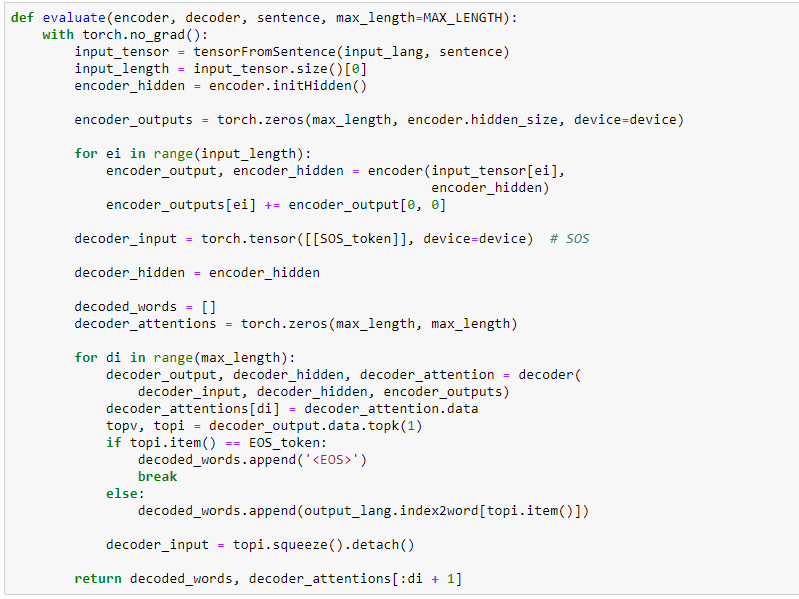 def evaluate(encoder, decoder, sentence, max_length=MAX_LENGTH):
    with torch.no_grad():
        input_tensor = tensorFromSentence(input_lang, sentence)
        input_length = input_tensor.size()[0]
        encoder_hidden = encoder.initHidden()

        encoder_outputs = torch.zeros(max_length, encoder.hidden_size, device=device)

        for ei in range(input_length):
            encoder_output, encoder_hidden = encoder(input_tensor[ei],
                                                     encoder_hidden)
            encoder_outputs[ei] += encoder_output[0, 0]

        decoder_input = torch.tensor([[SOS_token]], device=device)  # SOS

        decoder_hidden = encoder_hidden

        decoded_words = []
        decoder_attentions = torch.zeros(max_length, max_length)

        for di in range(max_length):
            decoder_output, decoder_hidden, decoder_attention = decoder(
                decoder_input, decoder_hidden, encoder_outputs)
            decoder_attentions[di] = decoder_attention.data
            topv, topi = decoder_output.data.topk(1)
            if topi.item() == EOS_token:
                decoded_words.append('<EOS>')
                break
            else:
                decoded_words.append(output_lang.index2word[topi.item()])

            decoder_input = topi.squeeze().detach()

        return decoded_words, decoder_attentions[:di + 1]